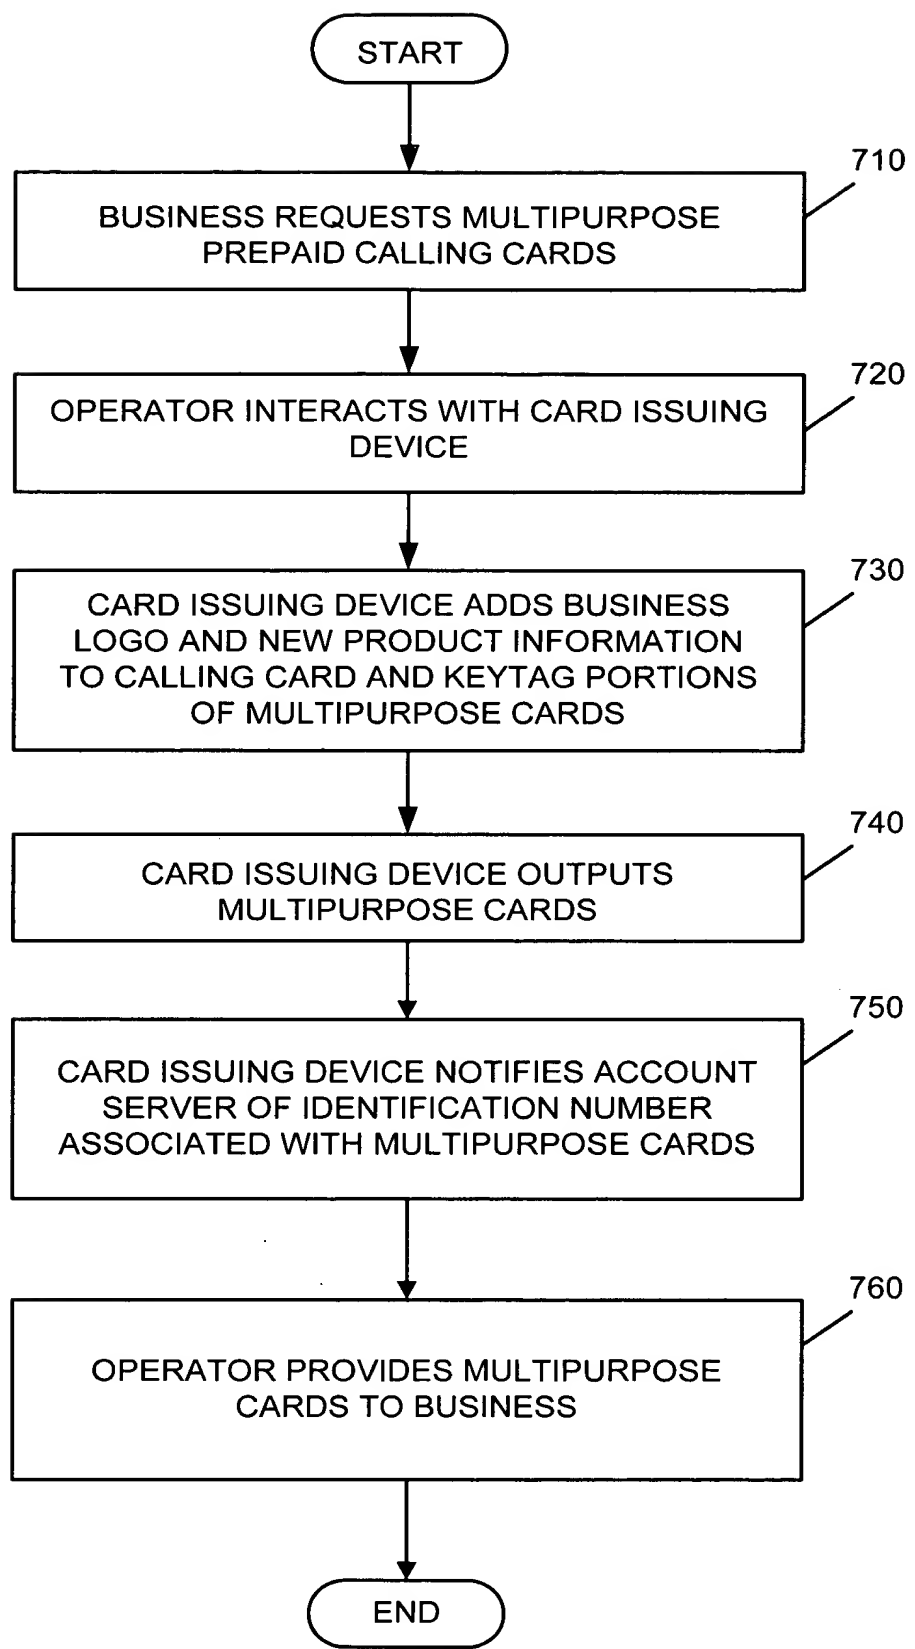 START
710
BUSINESS REQUESTS MULTIPURPOSE
PREPAID CALLING CARDS
720
OPERATOR INTERACTS WITH CARD ISSUING
DEVICE
730
CARD ISSUING DEVICE ADDS BUSINESS
LOGO AND NEW PRODUCT INFORMATION
TO CALLING CARD AND KEYTAG PORTIONS
OF MULTIPURPOSE CARDS
740
CARD ISSUING DEVICE OUTPUTS
MULTIPURPOSE CARDS
750
CARD ISSUING DEVICE NOTIFIES ACCOUNT
SERVER OF IDENTIFICATION NUMBER
ASSOCIATED WITH MULTIPURPOSE CARDS
760
OPERATOR PROVIDES MULTIPURPOSE
CARDS TO BUSINESS
END